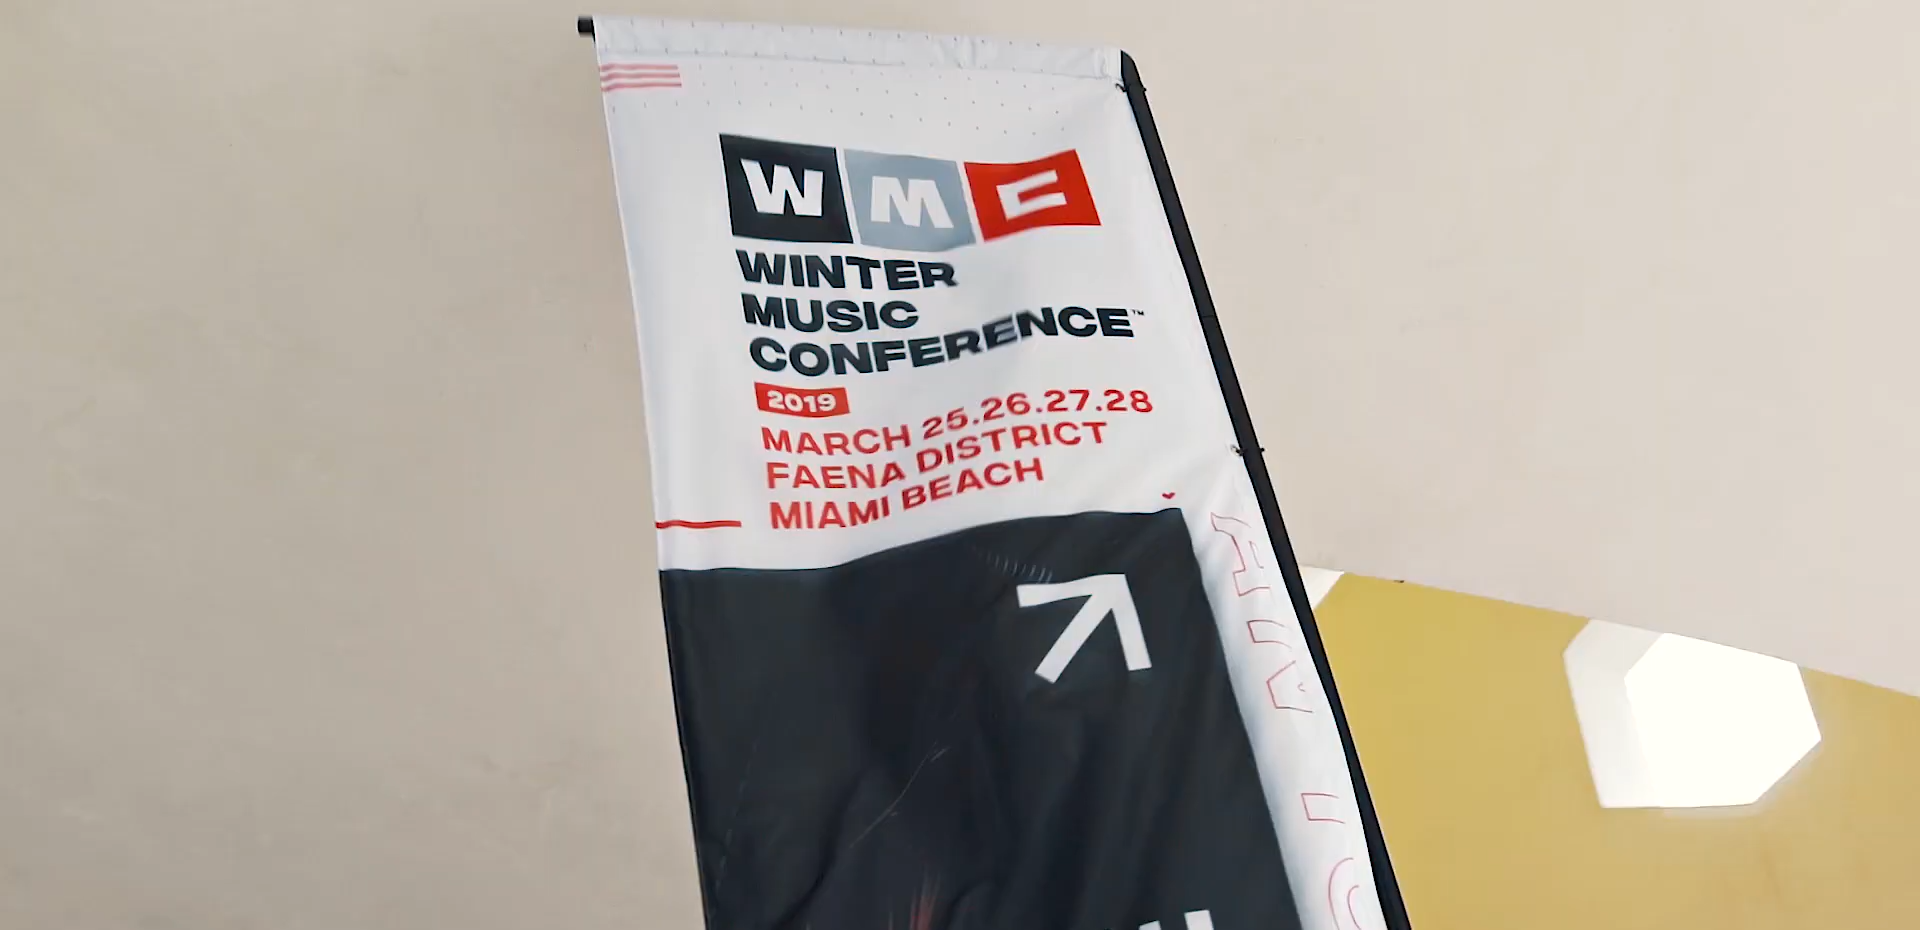 WMC
WINTER
MUSIC
CONFERENCE™
2019
MARCH 25.26.27.28
FAENA DISTRICT
MIAMI BEACH